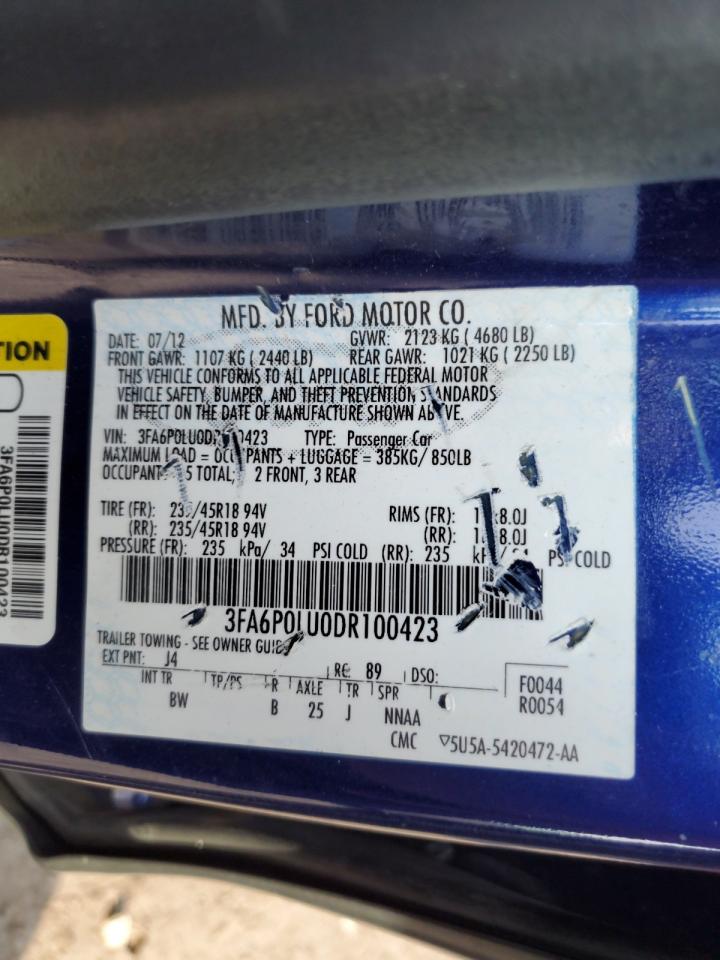 MFD. BY FORD MOTOR CO.
DATE: 07/12 GVWR: 2123 KG ( 4680 LB)
FRONT GAWR: 1107 KG ( 2440 LB) REAR GAWR: 1021 KG ( 2250 LB)
THIS VEHICLE CONFORMS TO ALL APPLICABLE FEDERAL MOTOR
VEHICLE SAFETY, BUMPER, AND THEFT PREVENTION STANDARDS
IN EFFECT ON THE DATE OF MANUFACTURE SHOWN ABOVE.
VIN: 3FA6P0LU0DR100423 TYPE: Passenger Car
MAXIMUM LOAD = OCCUPANTS + LUGGAGE = 385KG/ 850LB
OCCUPANTS: 5 TOTAL; 2 FRONT, 3 REAR
TIRE (FR): 235/45R18 94V RIMS (FR): 8.0J
(RR): 235/45R18 94V (RR): 8.0J
PRESSURE (FR): 235 kPa/ 34 PSI COLD (RR): 235 PSI COLD
3FA6P0LU0DR100423
TRAILER TOWING - SEE OWNER GUIDE
EXT PNT: J4 RC: 89 DSO:
INT TR TP/PS R AXLE TR SPR
BW B 25 J NNAA
F0044
R0054
CMC ▽5U5A-5420472-AA
TION
3FA6P0LU0DR100423